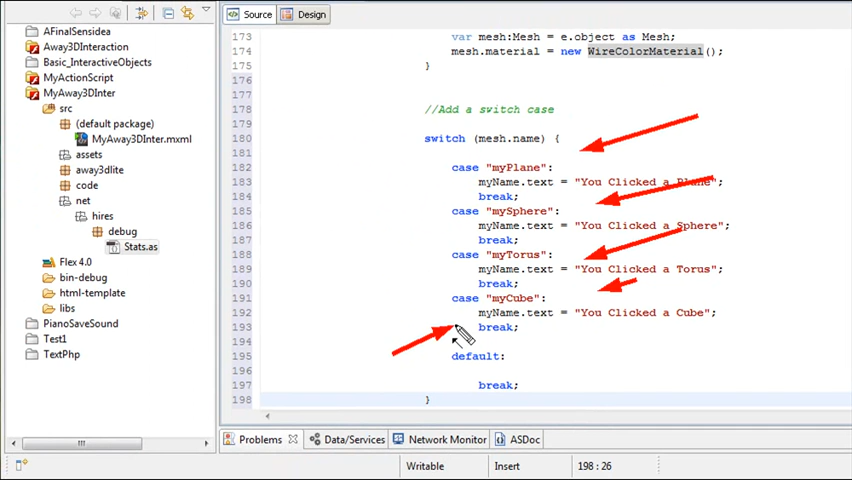 Source
Design
AFinalSensidea
Away3DInteraction
Basic_InteractiveObjects
MyActionScript
MyAway3DInter
src
(default package)
MyAway3DInter.mxml
assets
away3dlite
code
net
hires
debug
Stats.as
Flex 4.0
bin-debug
html-template
libs
PianoSaveSound
Test1
TextPhp
173 var mesh:Mesh = e.object as Mesh;
174 mesh.material = new WireColorMaterial();
175 }
176
177
178 //Add a switch case
179
180 switch (mesh.name) {
181
182 case "myPlane":
183 myName.text = "You Clicked a Plane";
184 break;
185 case "mySphere":
186 myName.text = "You Clicked a Sphere";
187 break;
188 case "myTorus":
189 myName.text = "You Clicked a Torus";
190 break;
191 case "myCube":
192 myName.text = "You Clicked a Cube";
193 break;
194
195 default:
196
197 break;
198 }
Problems
Data/Services
Network Monitor
ASDoc
Writable
Insert
198 : 26